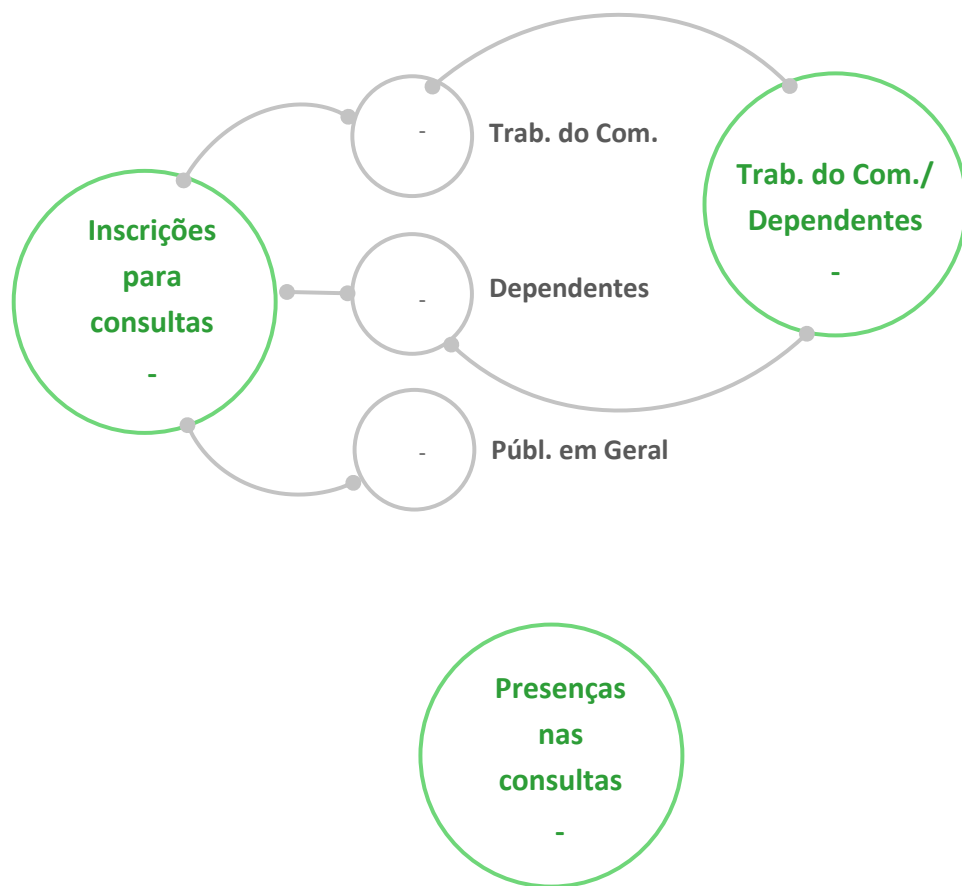 Inscrições
para
consultas
-
-
Trab. do Com.
-
Dependentes
-
Públ. em Geral
Trab. do Com./
Dependentes
-
Presenças
nas
consultas
-